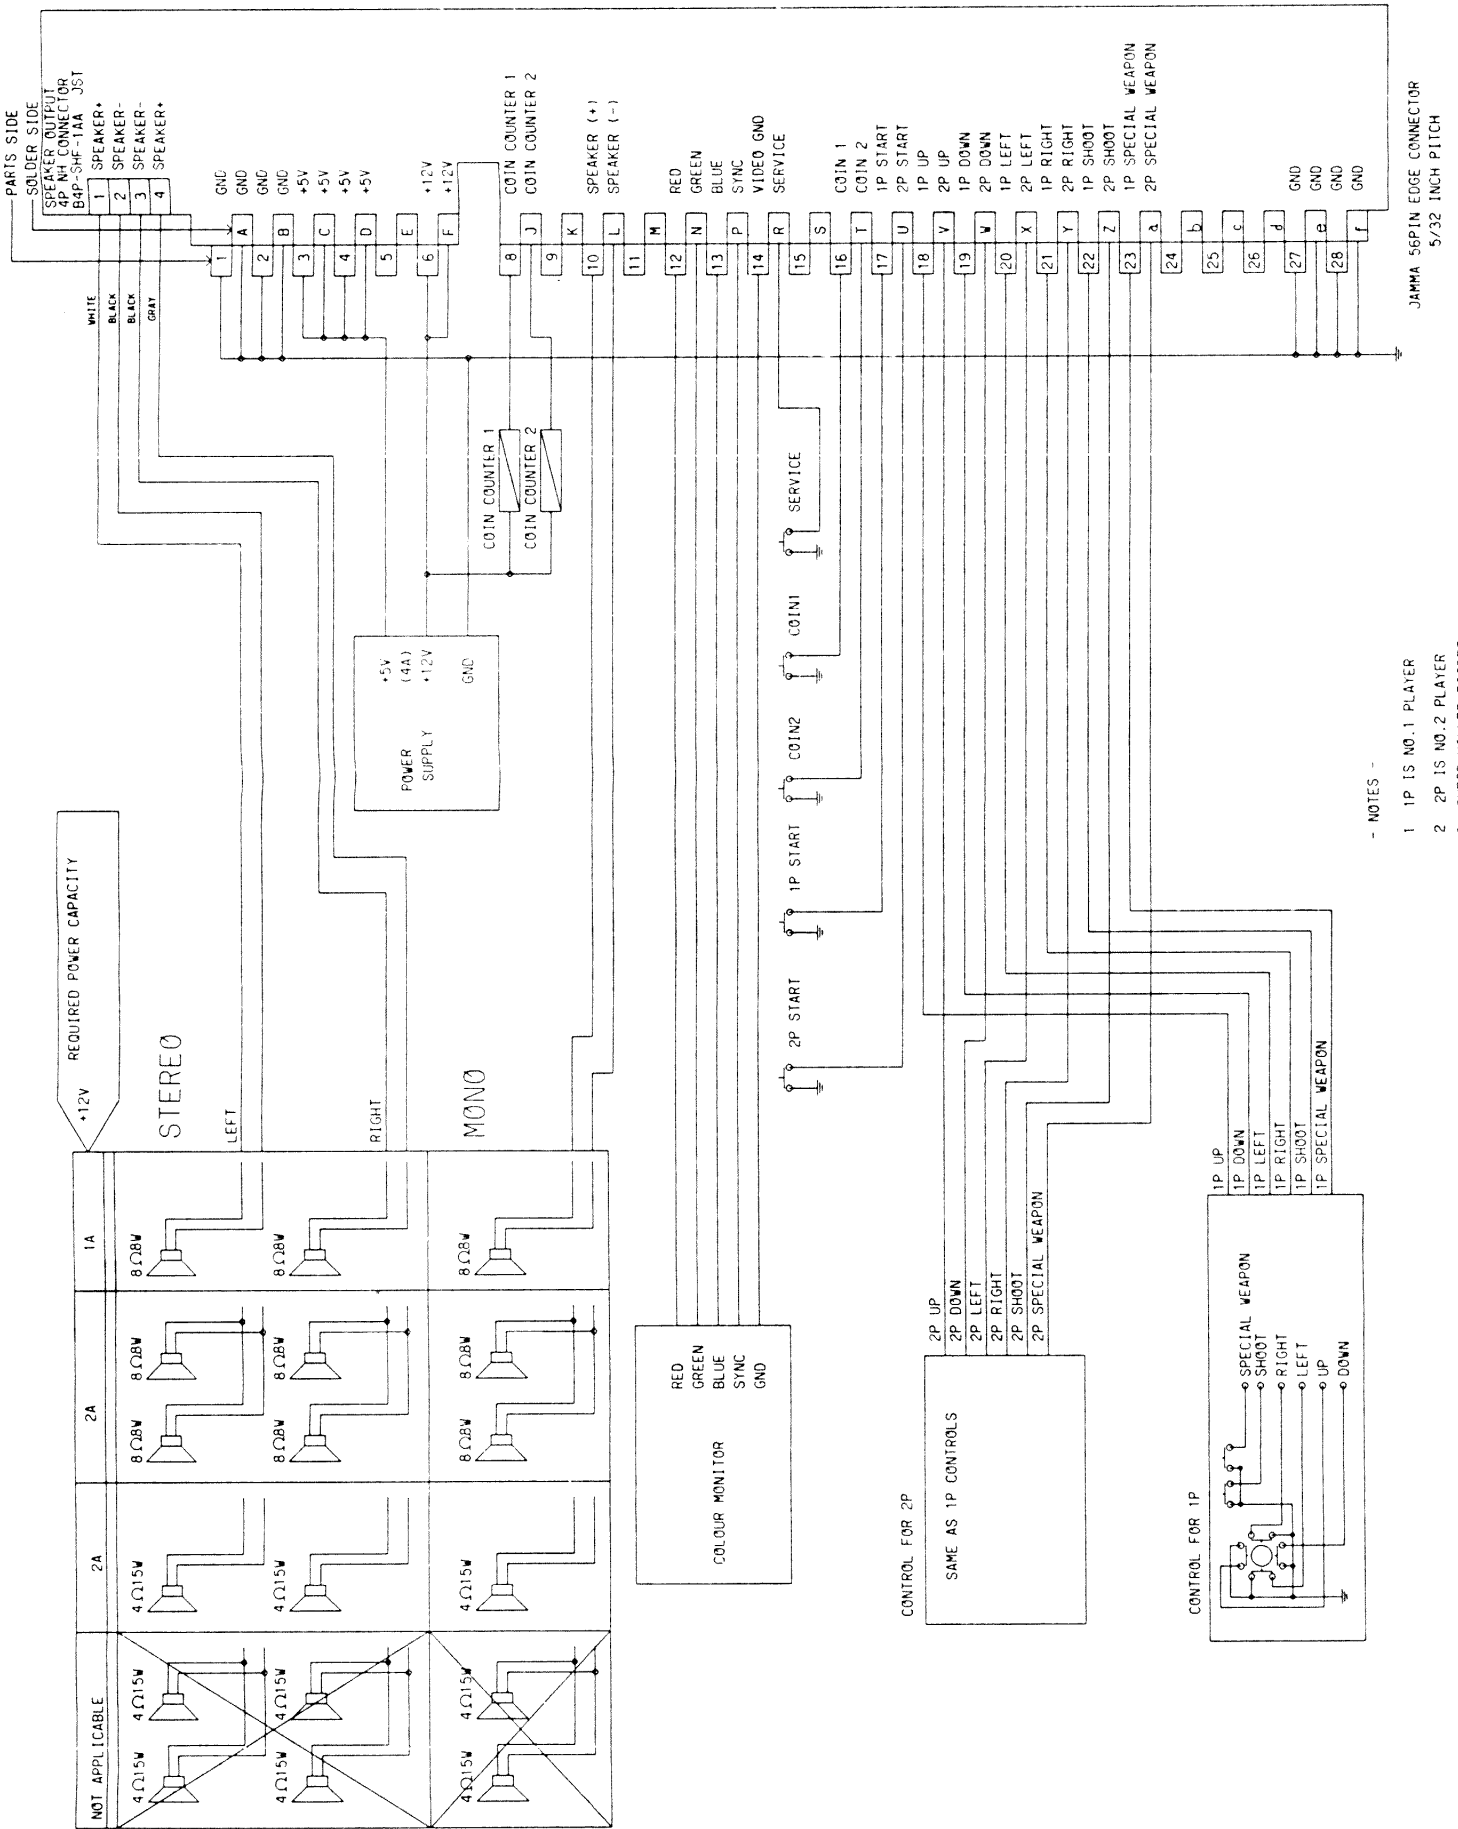 PARTS SIDE
SOLDER SIDE
SPEAKER OUTPUT
4P NH CONNECTOR
B4P-SHF-1AA JST
1 SPEAKER+
2 SPEAKER-
3 SPEAKER-
4 SPEAKER+
WHITE
BLACK
BLACK
GRAY
1 GND
A GND
2 GND
B GND
3 +5V
C +5V
4 +5V
D +5V
5
E
6 +12V
F +12V
8 COIN COUNTER 1
J COIN COUNTER 2
9
K
10 SPEAKER (+)
L SPEAKER (-)
11
M
12 RED
N GREEN
13 BLUE
P SYNC
14 VIDEO GND
R SERVICE
15
S
16 COIN 1
T COIN 2
17 1P START
U 2P START
18 1P UP
V 2P UP
19 1P DOWN
W 2P DOWN
20 1P LEFT
X 2P LEFT
21 1P RIGHT
Y 2P RIGHT
22 1P SHOOT
Z 2P SHOOT
23 1P SPECIAL WEAPON
a 2P SPECIAL WEAPON
24
b
25
c
26
d
27 GND
e GND
28 GND
f GND
JAMMA 56PIN EDGE CONNECTOR
5/32 INCH PITCH
COIN COUNTER 1
COIN COUNTER 2
POWER
SUPPLY
+5V
(4A)
+12V
GND
SERVICE
COIN1
COIN2
1P START
2P START
REQUIRED POWER CAPACITY
+12V
STEREO
LEFT
RIGHT
MONO
1A
8Ω8W
8Ω8W
8Ω8W
2A
8Ω8W 8Ω8W
8Ω8W 8Ω8W
8Ω8W 8Ω8W
2A
4Ω15W
4Ω15W
4Ω15W
NOT APPLICABLE
4Ω15W 4Ω15W
4Ω15W 4Ω15W
4Ω15W 4Ω15W
COLOUR MONITOR
RED
GREEN
BLUE
SYNC
GND
CONTROL FOR 2P
SAME AS 1P CONTROLS
2P UP
2P DOWN
2P LEFT
2P RIGHT
2P SHOOT
2P SPECIAL WEAPON
CONTROL FOR 1P
1P UP
1P DOWN
1P LEFT
1P RIGHT
1P SHOOT
1P SPECIAL WEAPON
SPECIAL WEAPON
SHOOT
RIGHT
LEFT
UP
DOWN
- NOTES -
1 1P IS NO.1 PLAYER
2 2P IS NO.2 PLAYER